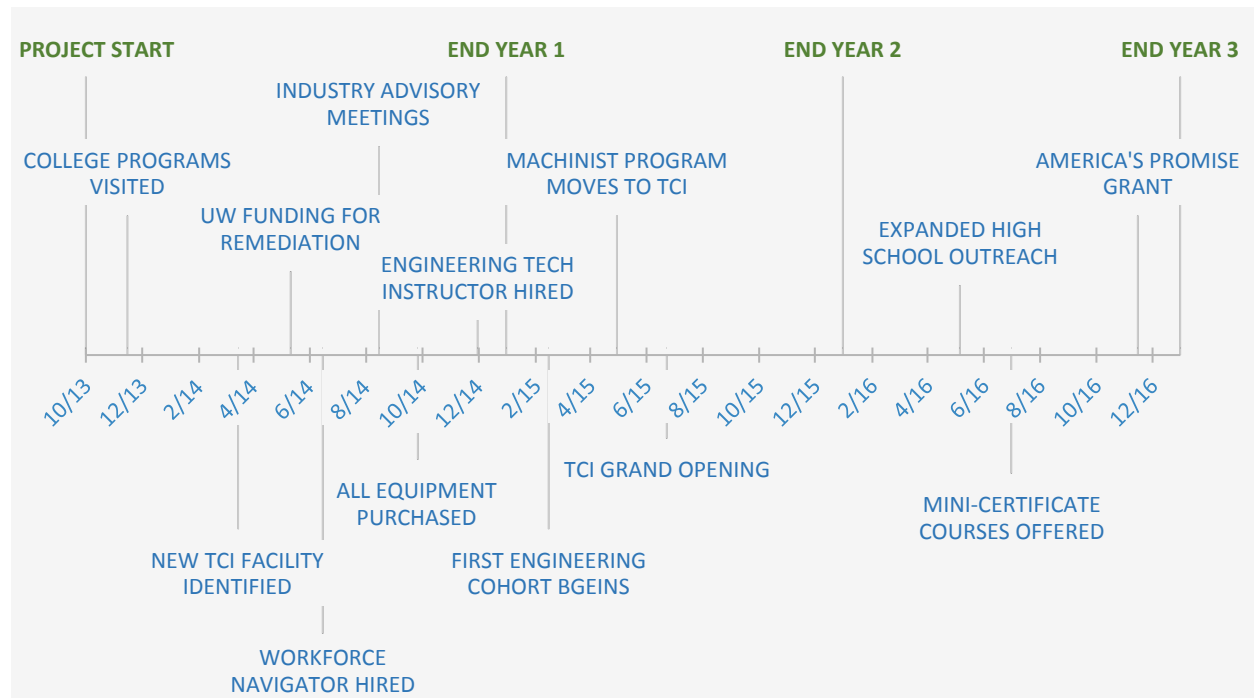 PROJECT START
END YEAR 1
END YEAR 2
END YEAR 3
INDUSTRY ADVISORY
MEETINGS
COLLEGE PROGRAMS
VISITED
MACHINIST PROGRAM
MOVES TO TCI
AMERICA'S PROMISE
GRANT
UW FUNDING FOR
REMEDIATION
EXPANDED HIGH
SCHOOL OUTREACH
ENGINEERING TECH
INSTRUCTOR HIRED
10/13
12/13
2/14
4/14
6/14
8/14
10/14
12/14
2/15
4/15
6/15
8/15
10/15
12/15
2/16
4/16
6/16
8/16
10/16
12/16
TCI GRAND OPENING
ALL EQUIPMENT
PURCHASED
MINI-CERTIFICATE
COURSES OFFERED
NEW TCI FACILITY
IDENTIFIED
FIRST ENGINEERING
COHORT BGEINS
WORKFORCE
NAVIGATOR HIRED